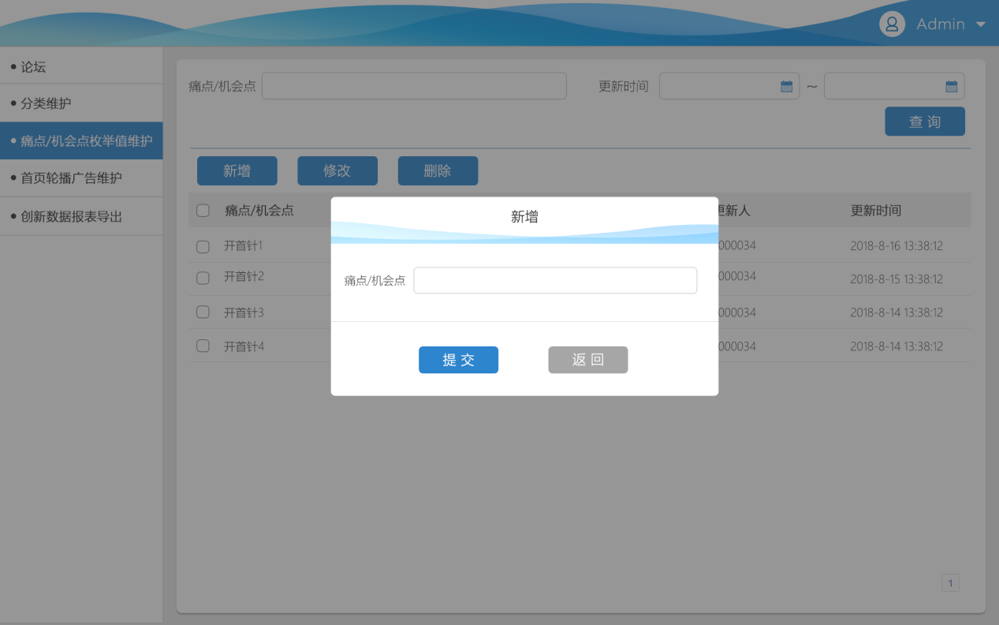 Admin
论坛
分类维护
痛点/机会点枚举值维护
首页轮播广告维护
创新数据报表导出
痛点/机会点
更新时间
~
查 询
新增 修改 删除
痛点/机会点 更新人 更新时间
开首针1 000034 2018-8-16 13:38:12
开首针2 000034 2018-8-15 13:38:12
开首针3 000034 2018-8-14 13:38:12
开首针4 000034 2018-8-14 13:38:12
新增
痛点/机会点
提 交 返 回
1